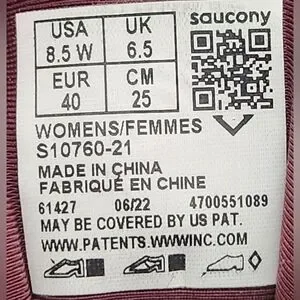 USA UK saucony
8.5 W 6.5
EUR CM
40 25
WOMENS/FEMMES
S10760-21
MADE IN CHINA
FABRIQUÉ EN CHINE
61427 06/22 4700551089
MAY BE COVERED BY US PAT.
WWW.PATENTS.WWWINC.COM